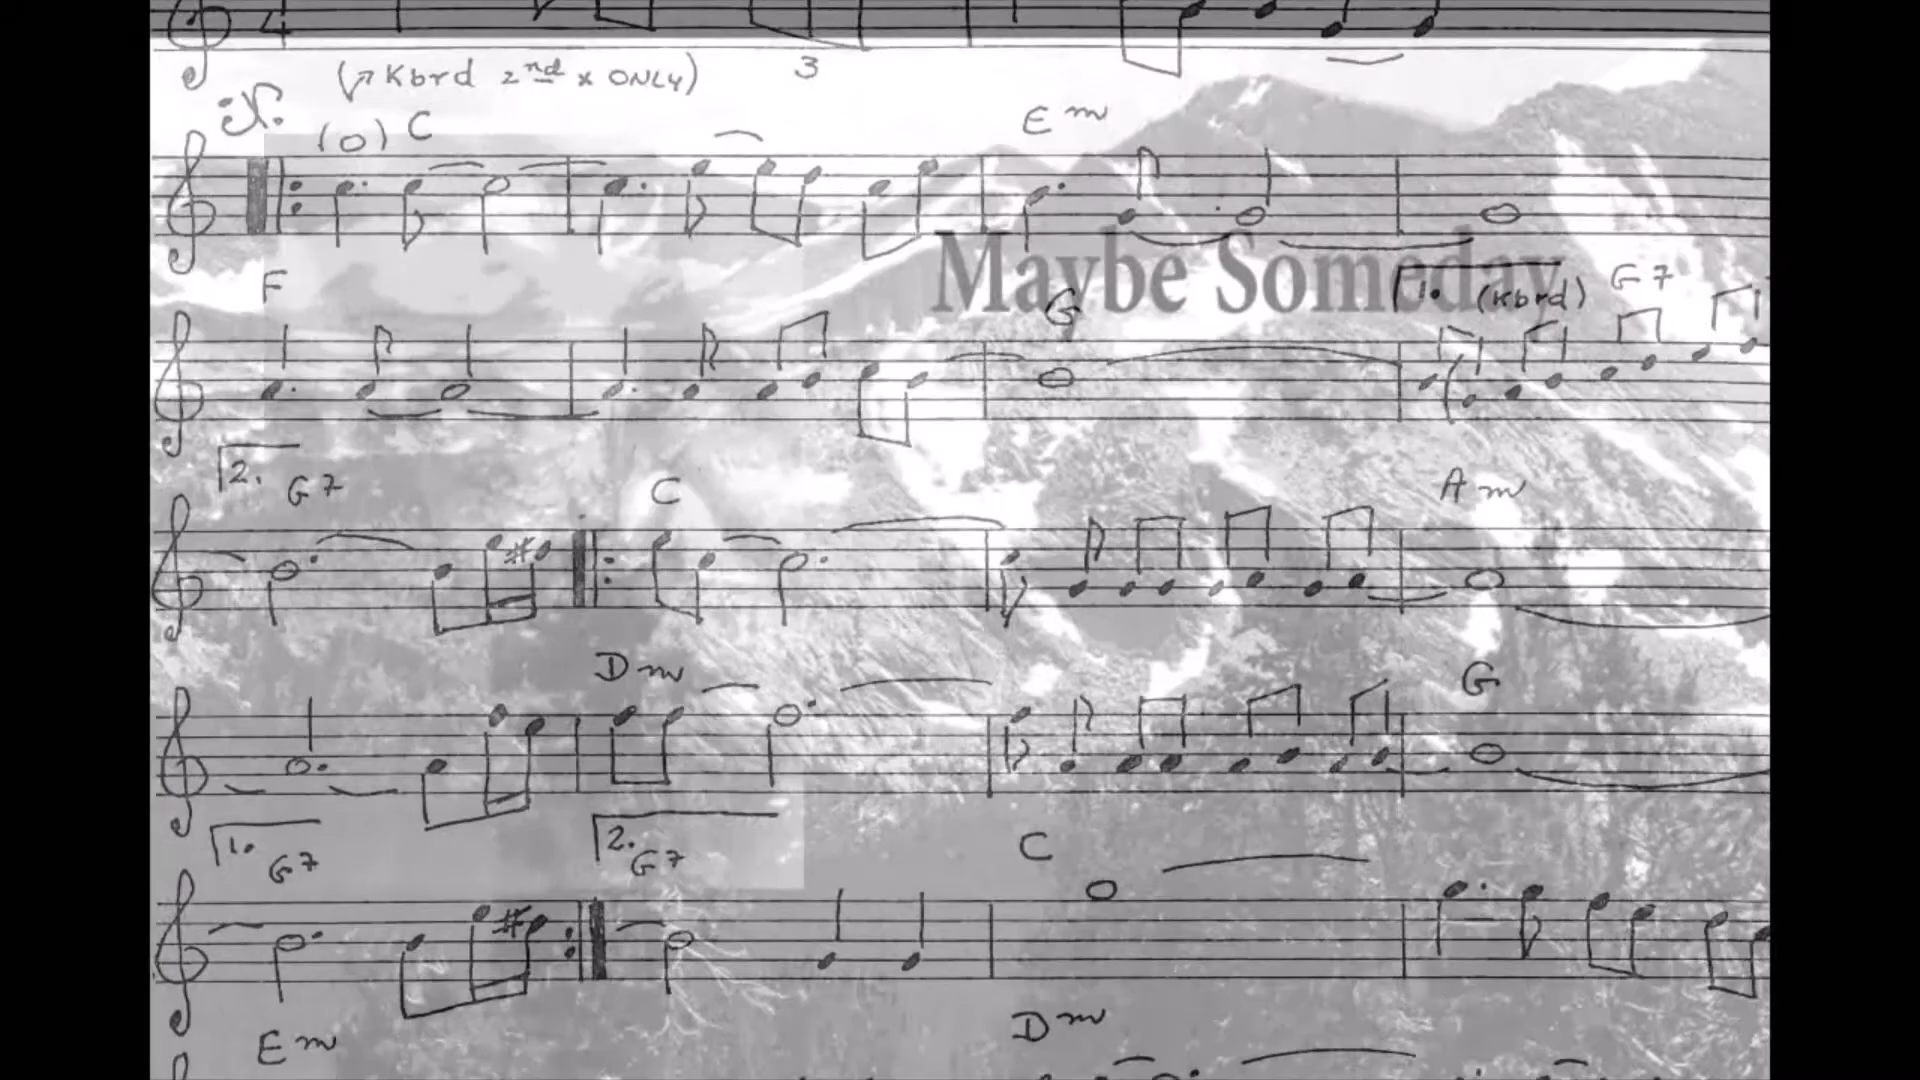 4
3
(↗ Kbrd 2nd x ONLY)
(o) C Em
Maybe Someday
F G 1. (Kbrd) G7
2. G7 C Am
Dm G
1. G7 2. G7 C
Em Dm